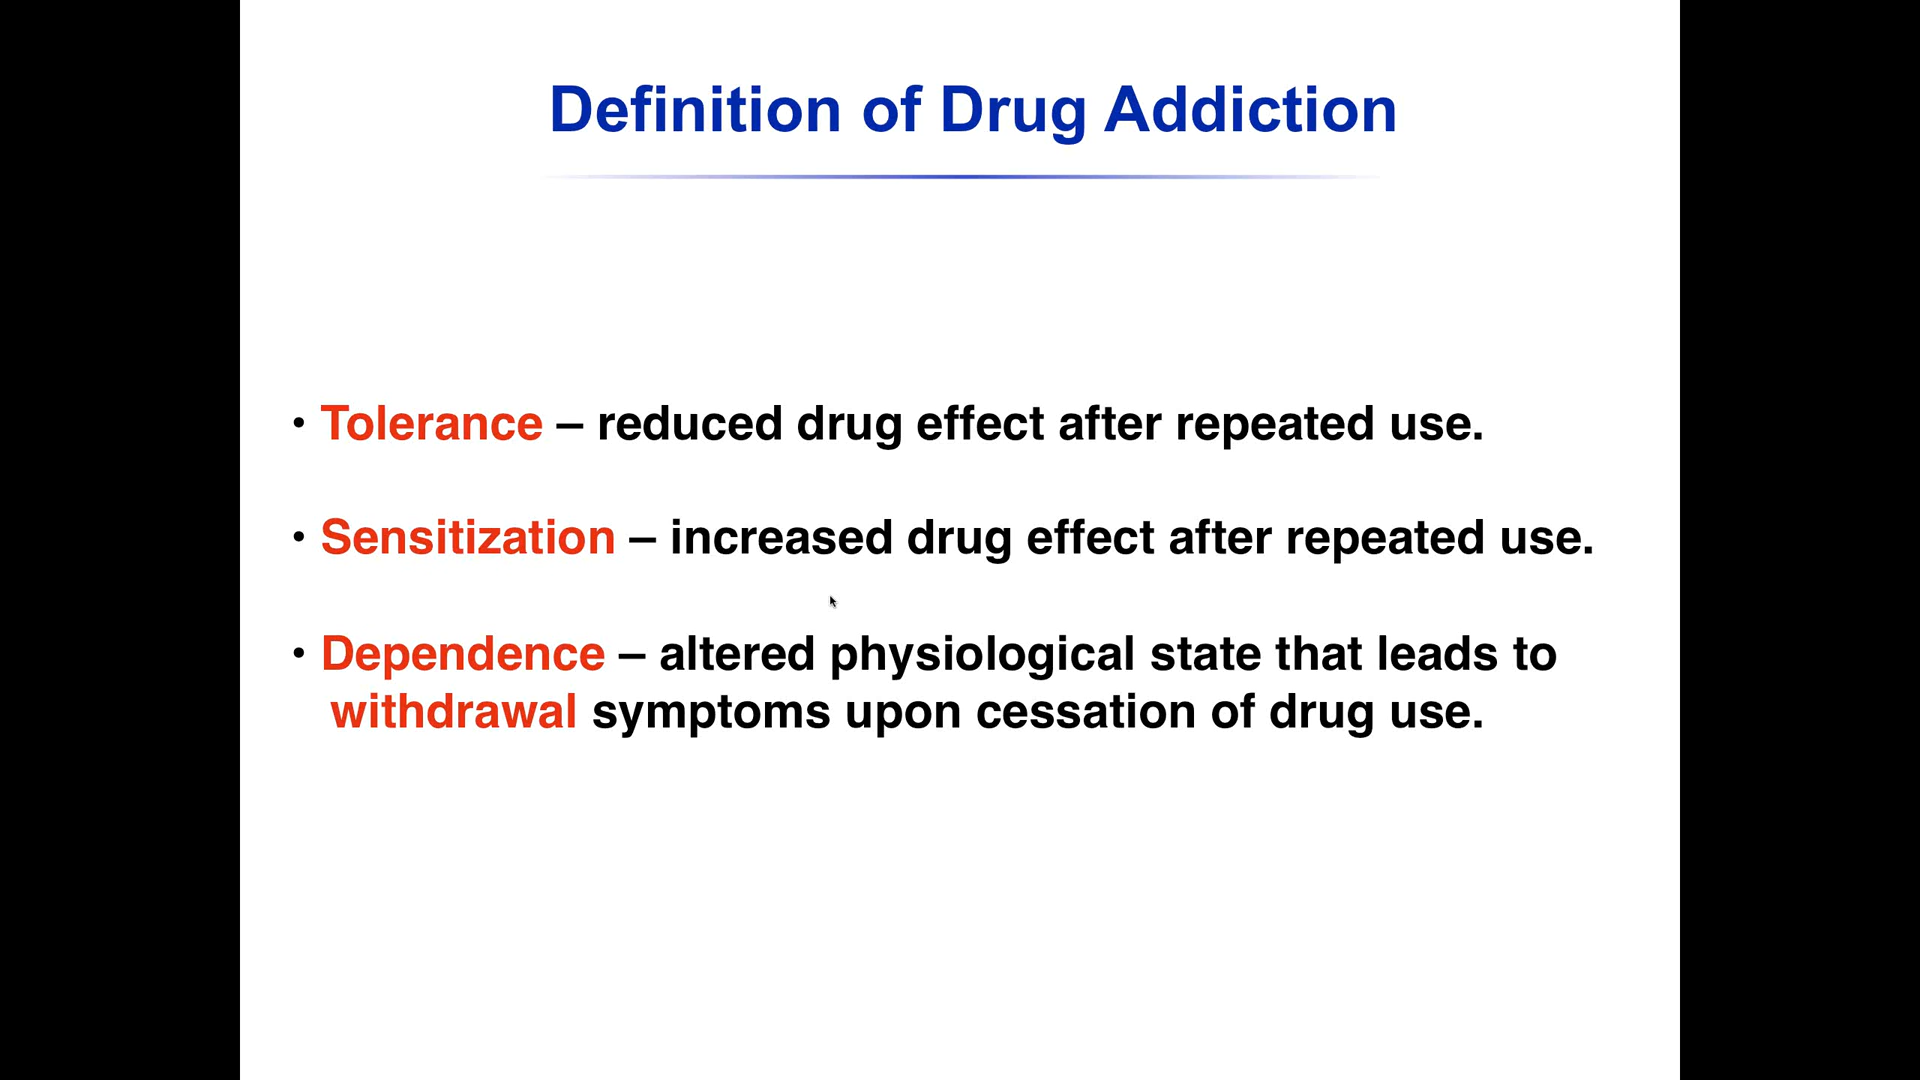 Definition of Drug Addiction
• Tolerance – reduced drug effect after repeated use.
• Sensitization – increased drug effect after repeated use.
• Dependence – altered physiological state that leads to
withdrawal symptoms upon cessation of drug use.